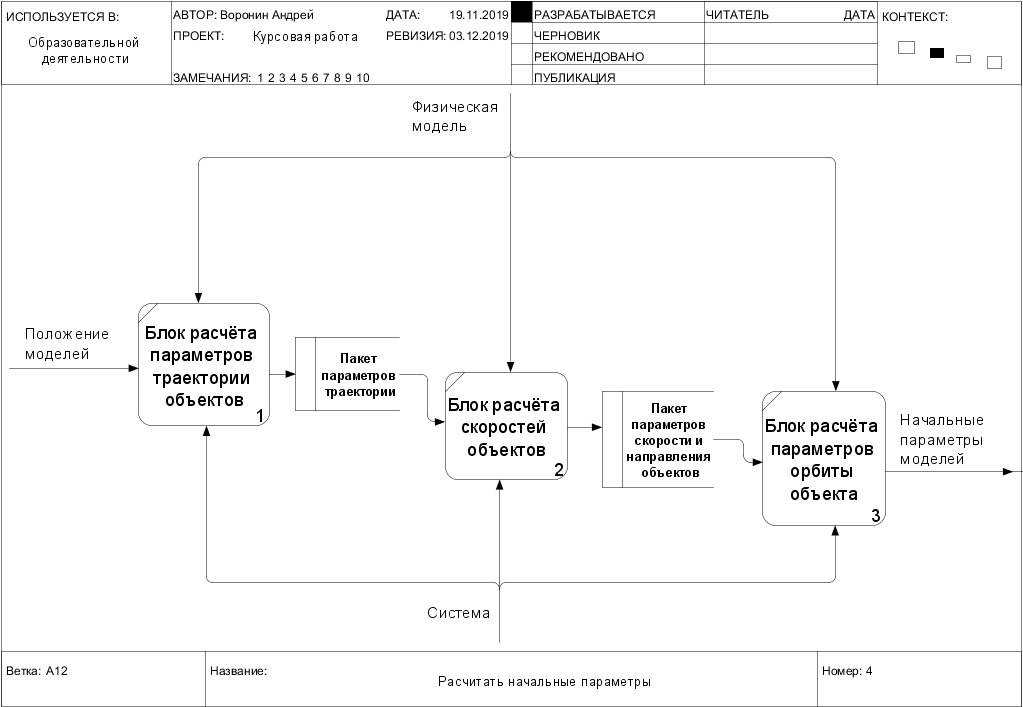 ИСПОЛЬЗУЕТСЯ В:
Образовательной
деятельности
АВТОР: Воронин Андрей
ДАТА: 19.11.2019
ПРОЕКТ: Курсовая работа
РЕВИЗИЯ: 03.12.2019
ЗАМЕЧАНИЯ: 1 2 3 4 5 6 7 8 9 10
РАЗРАБАТЫВАЕТСЯ
ЧЕРНОВИК
РЕКОМЕНДОВАНО
ПУБЛИКАЦИЯ
ЧИТАТЕЛЬ ДАТА
КОНТЕКСТ:
Физическая
модель
Положение
моделей
Блок расчёта
параметров
траектории
объектов
1
Пакет
параметров
траектории
Блок расчёта
скоростей
объектов
2
Пакет
параметров
скорости и
направления
объектов
Блок расчёта
параметров
орбиты
объекта
3
Начальные
параметры
моделей
Система
Ветка: A12
Название:
Расчитать начальные параметры
Номер: 4